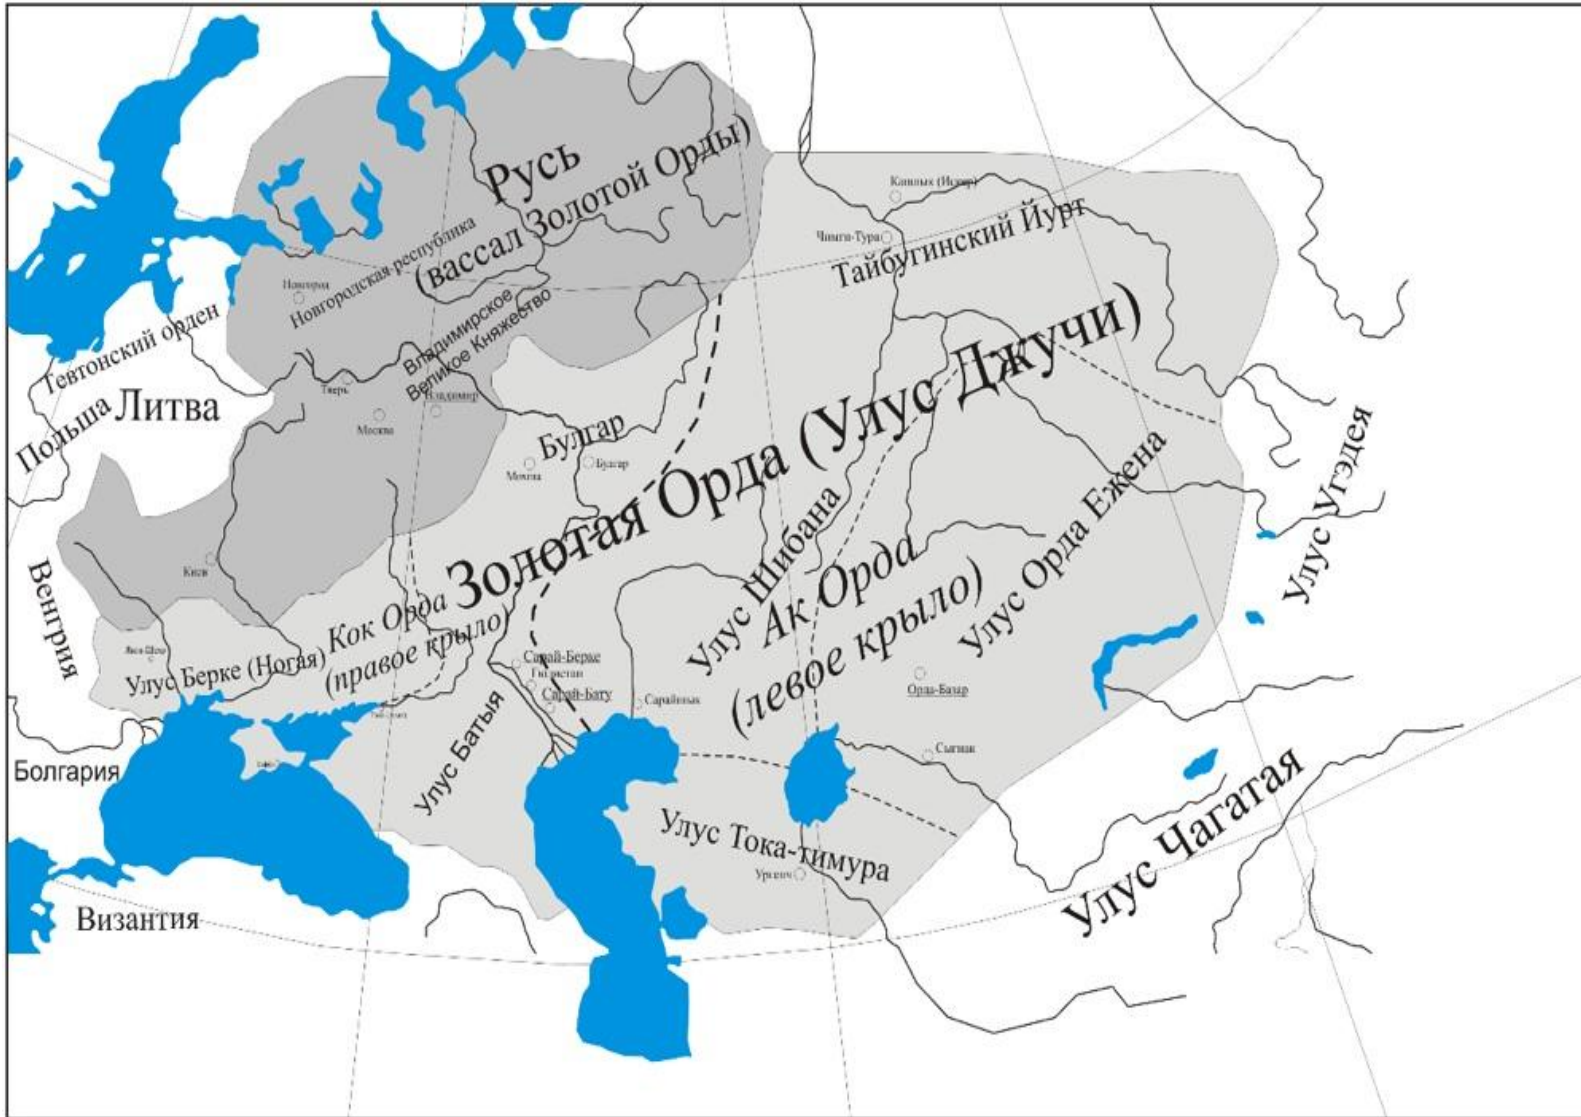 Русь
(вассал Золотой Орды)
Новгородская республика
Новгород
Владимирское
Великое Княжество
Тевтонский орден
Польша
Литва
Тверь
Москва
Владимир
Кашлык (Искер)
Чимги-Тура
Тайбугинский Йурт
Булгар
Мохша
Булгар
Золотая Орда (Улус Джучи)
Киев
Венгрия
Улус Берке (Ногая)
Кок Орда
(правое крыло)
Улус Шибана
Ак Орда
(левое крыло)
Улус Орда Ежена
Улус Угэдея
Сарай-Берке
Гюлистан
Сарай-Бату
Сарайчык
Орда-Базар
Сыгнак
Улус Батыя
Болгария
Улус Тока-тимура
Ургенч
Улус Чагатая
Византия